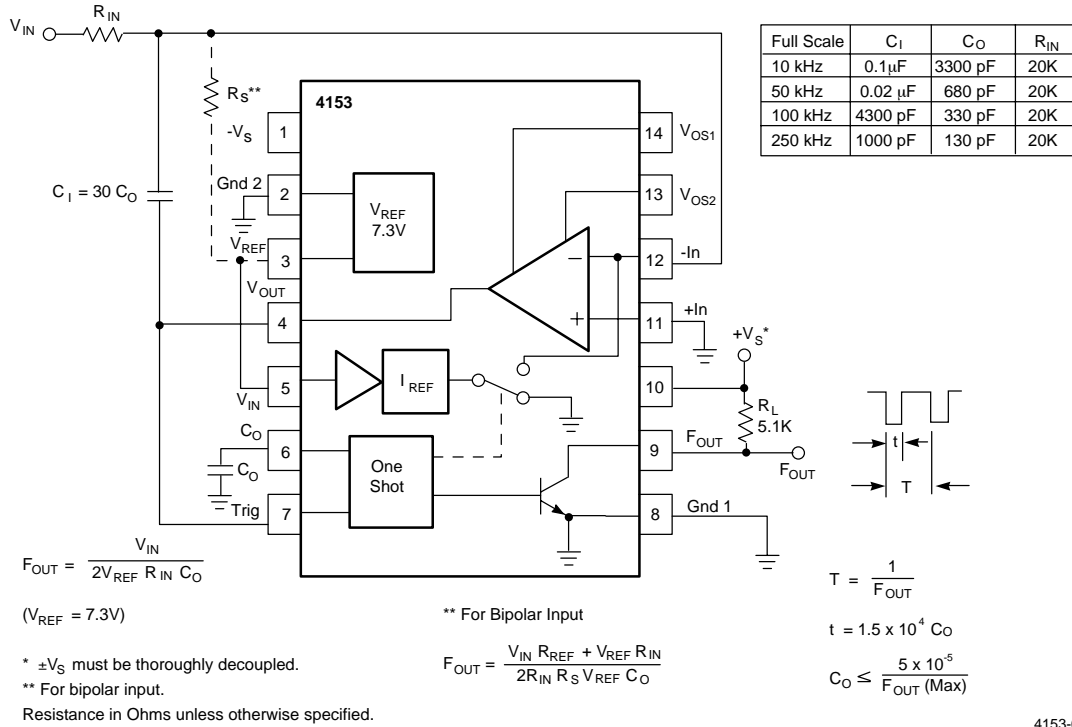 V_IN
R_IN
R_S**
C_I = 30 C_O
4153
-V_S
1
Gnd 2
2
V_REF
3
V_OUT
4
V_IN
5
C_O
6
C_O
Trig
7
V_REF
7.3V
I_REF
One
Shot
14
V_OS1
13
V_OS2
12
-In
11
+In
10
+V_S*
R_L
5.1K
9
F_OUT
F_OUT
8
Gnd 1
−
+
Full Scale C_I C_O R_IN
10 kHz 0.1μF 3300 pF 20K
50 kHz 0.02 μF 680 pF 20K
100 kHz 4300 pF 330 pF 20K
250 kHz 1000 pF 130 pF 20K
t
T
F_OUT = V_IN / 2V_REF R_IN C_O
(V_REF = 7.3V)
* ±V_S must be thoroughly decoupled.
** For bipolar input.
Resistance in Ohms unless otherwise specified.
** For Bipolar Input
F_OUT = V_IN R_REF + V_REF R_IN / 2R_IN R_S V_REF C_O
T = 1 / F_OUT
t = 1.5 x 10^4 C_O
C_O ≤ 5 x 10^-5 / F_OUT (Max)